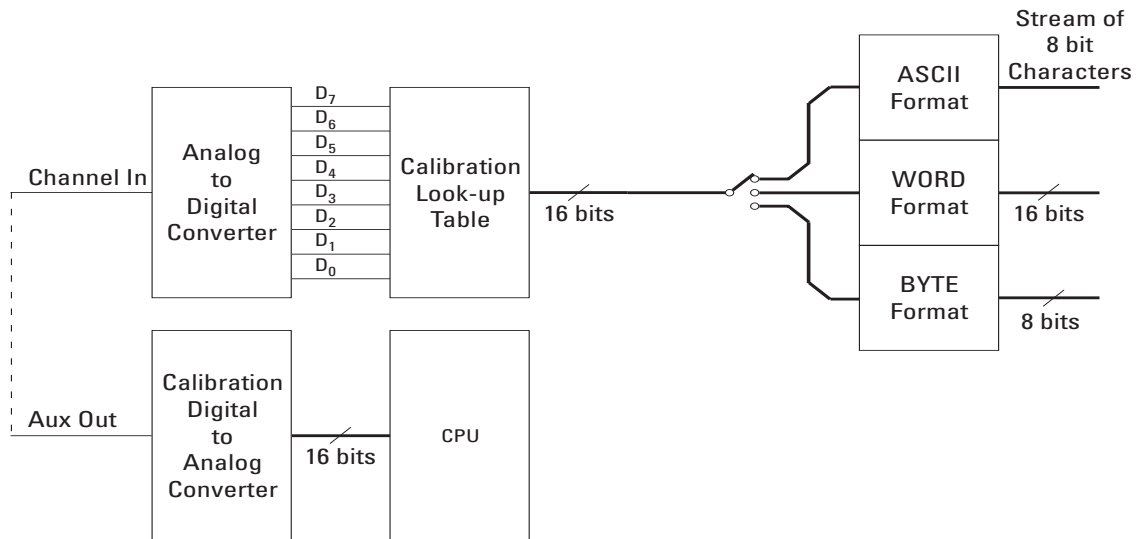 Stream of
8 bit
Characters
ASCII
Format
D7
D6
D5
D4
D3
D2
D1
D0
Analog
to
Digital
Converter
Calibration
Look-up
Table
Channel In
16 bits
WORD
Format
16 bits
BYTE
Format
8 bits
Calibration
Digital
to
Analog
Converter
Aux Out
16 bits
CPU